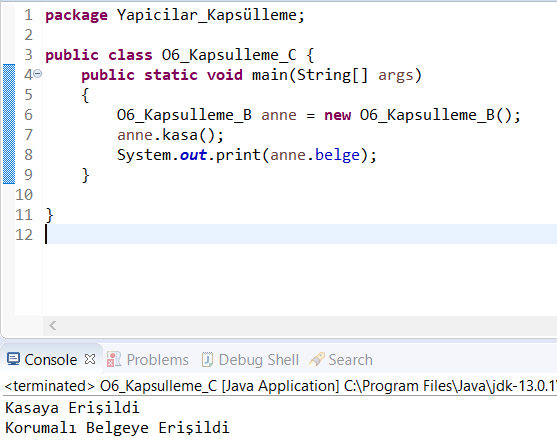 1 package Yapicilar_Kapsülleme;
2
3 public class O6_Kapsulleme_C {
4 public static void main(String[] args)
5 {
6 O6_Kapsulleme_B anne = new O6_Kapsulleme_B();
7 anne.kasa();
8 System.out.print(anne.belge);
9 }
10
11 }
12
Console Problems Debug Shell Search
<terminated> O6_Kapsulleme_C [Java Application] C:\Program Files\Java\jdk-13.0.1\
Kasaya Erişildi
Korumalı Belgeye Erişildi